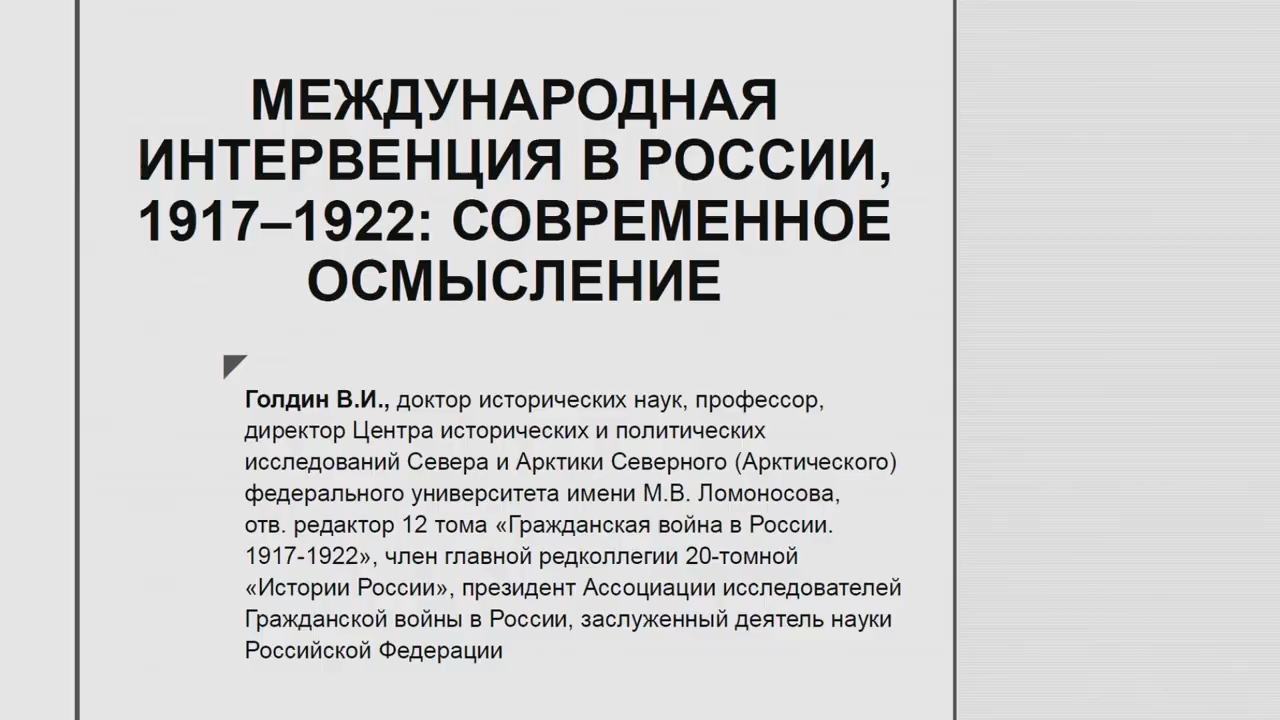 МЕЖДУНАРОДНАЯ
ИНТЕРВЕНЦИЯ В РОССИИ,
1917–1922: СОВРЕМЕННОЕ
ОСМЫСЛЕНИЕ
Голдин В.И., доктор исторических наук, профессор,
директор Центра исторических и политических
исследований Севера и Арктики Северного (Арктического)
федерального университета имени М.В. Ломоносова,
отв. редактор 12 тома «Гражданская война в России.
1917-1922», член главной редколлегии 20-томной
«Истории России», президент Ассоциации исследователей
Гражданской войны в России, заслуженный деятель науки
Российской Федерации